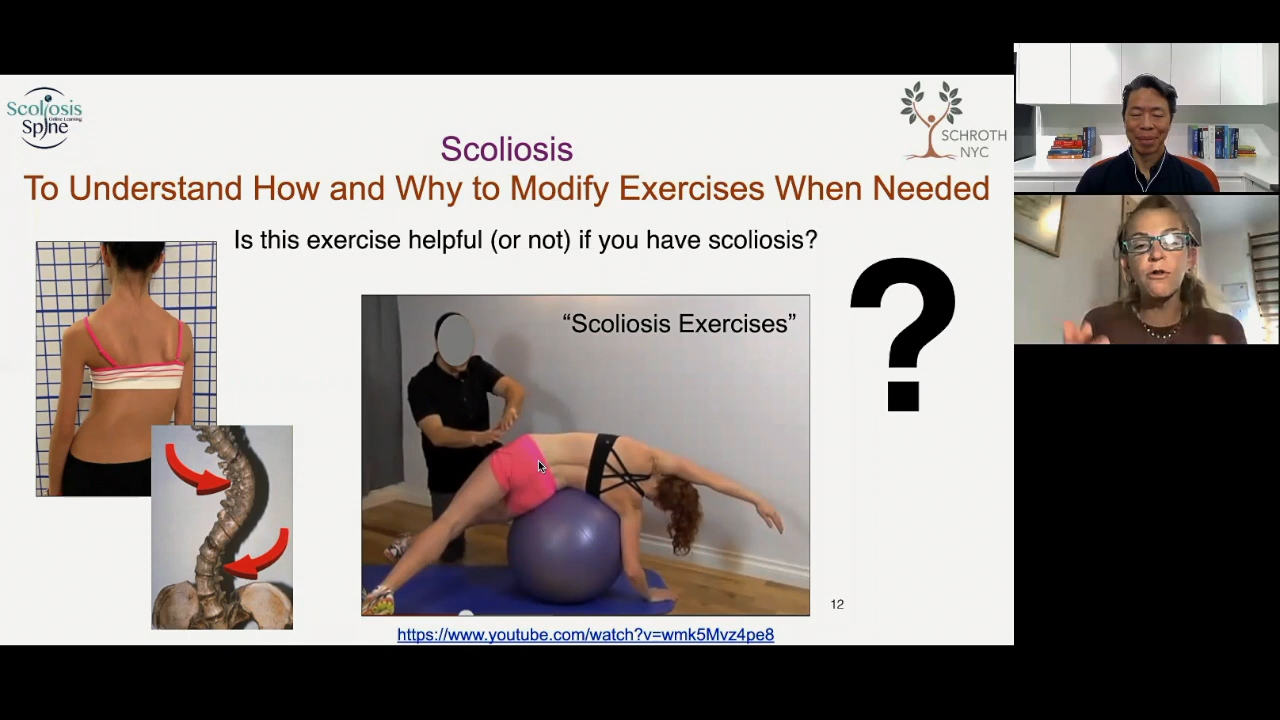 Scoliosis
Spine
Online Learning
SCHROTH
NYC
Scoliosis
To Understand How and Why to Modify Exercises When Needed
Is this exercise helpful (or not) if you have scoliosis?
?
“Scoliosis Exercises”
12
https://www.youtube.com/watch?v=wmk5Mvz4pe8